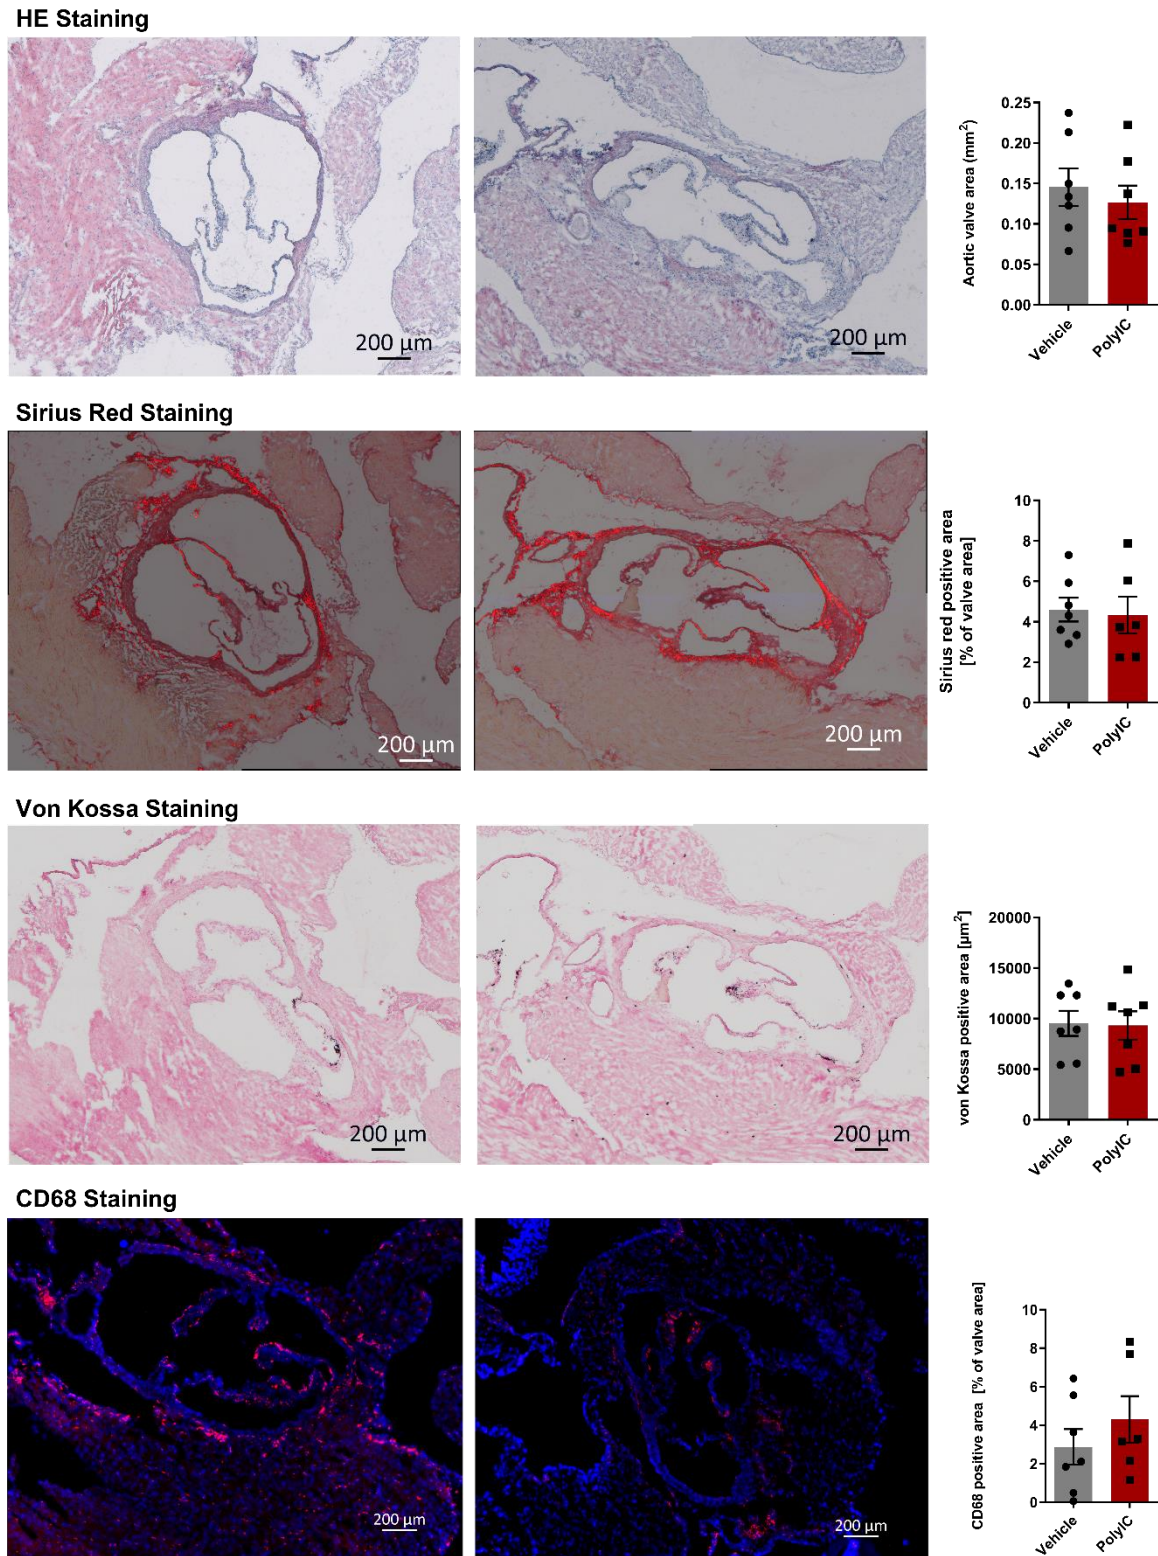 HE Staining
200 µm
200 µm
Aortic valve area (mm²)
0.25
0.20
0.15
0.10
0.05
0.00
Vehicle
PolyIC
Sirius Red Staining
200 µm
200 µm
Sirius red positive area
[% of valve area]
10
8
6
4
2
0
Vehicle
PolyIC
Von Kossa Staining
200 µm
200 µm
von Kossa positive area [µm²]
20000
15000
10000
5000
0
Vehicle
PolyIC
CD68 Staining
200 µm
200 µm
CD68 positive area [% of valve area]
10
8
6
4
2
0
Vehicle
PolyIC